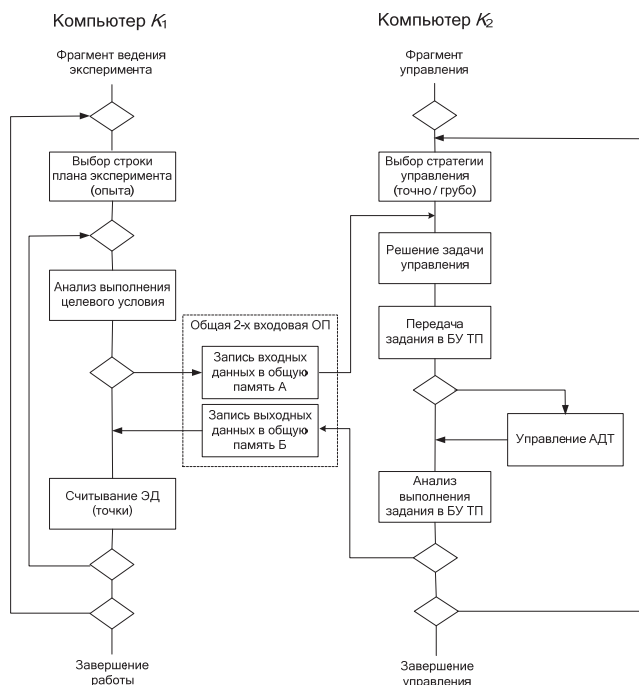 Компьютер K1
Фрагмент ведения
эксперимента
Выбор строки
плана эксперимента
(опыта)
Анализ выполнения
целевого условия
Считывание ЭД
(точки)
Завершение
работы
Общая 2-х входовая ОП
Запись входных
данных в общую
память А
Запись выходных
данных в общую
память Б
Компьютер K2
Фрагмент
управления
Выбор стратегии
управления
(точно / грубо)
Решение задачи
управления
Передача
задания в БУ ТП
Управление АДТ
Анализ
выполнения
задания в БУ ТП
Завершение
управления